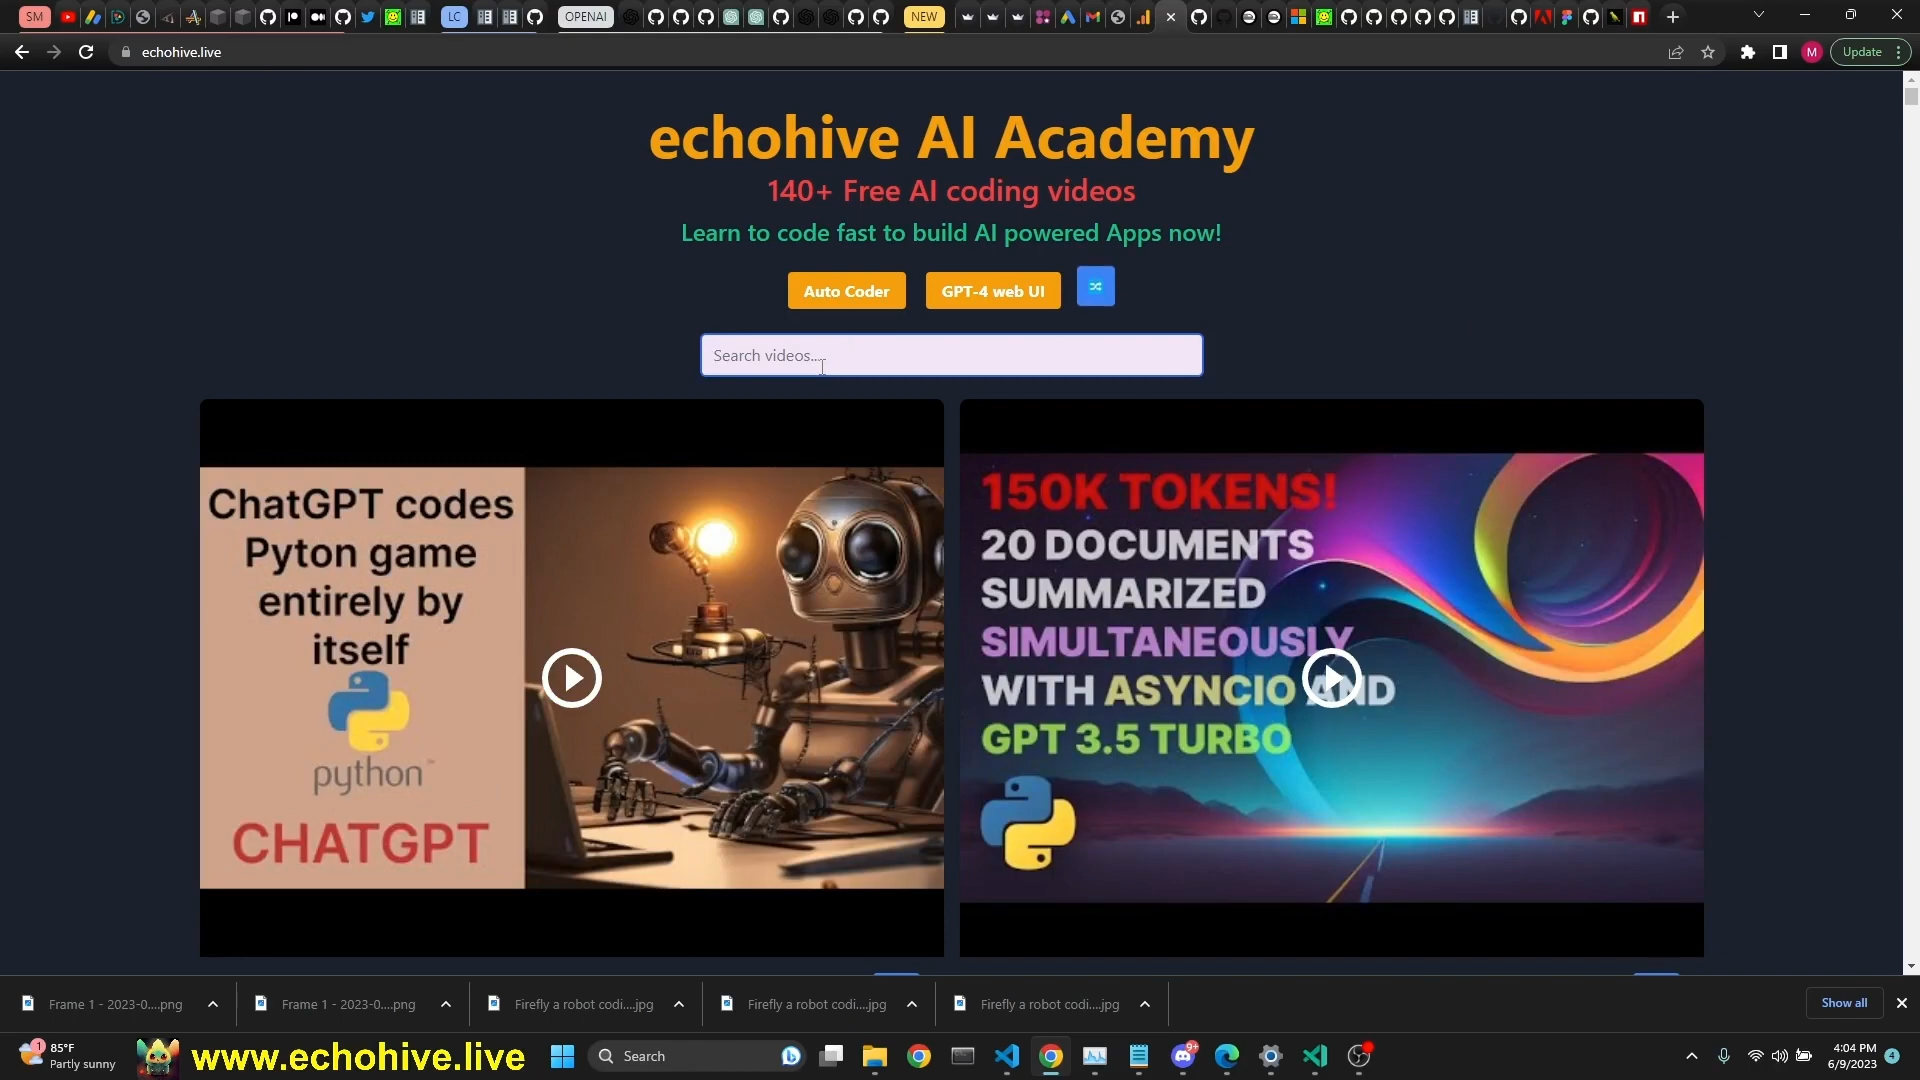 SM
LC
OPENAI
NEW
echohive.live
M
Update
echohive AI Academy
140+ Free AI coding videos
Learn to code fast to build AI powered Apps now!
Auto Coder
GPT-4 web UI
Search videos...
ChatGPT codes
Pyton game
entirely by
itself
python
CHATGPT
150K TOKENS!
20 DOCUMENTS
SUMMARIZED
SIMULTANEOUSLY
WITH ASYNCIO AND
GPT 3.5 TURBO
Frame 1 - 2023-0....png
Frame 1 - 2023-0....png
Firefly a robot codi....jpg
Firefly a robot codi....jpg
Firefly a robot codi....jpg
Show all
1
85°F
Partly sunny
www.echohive.live
Search
9+
4:04 PM
6/9/2023
4